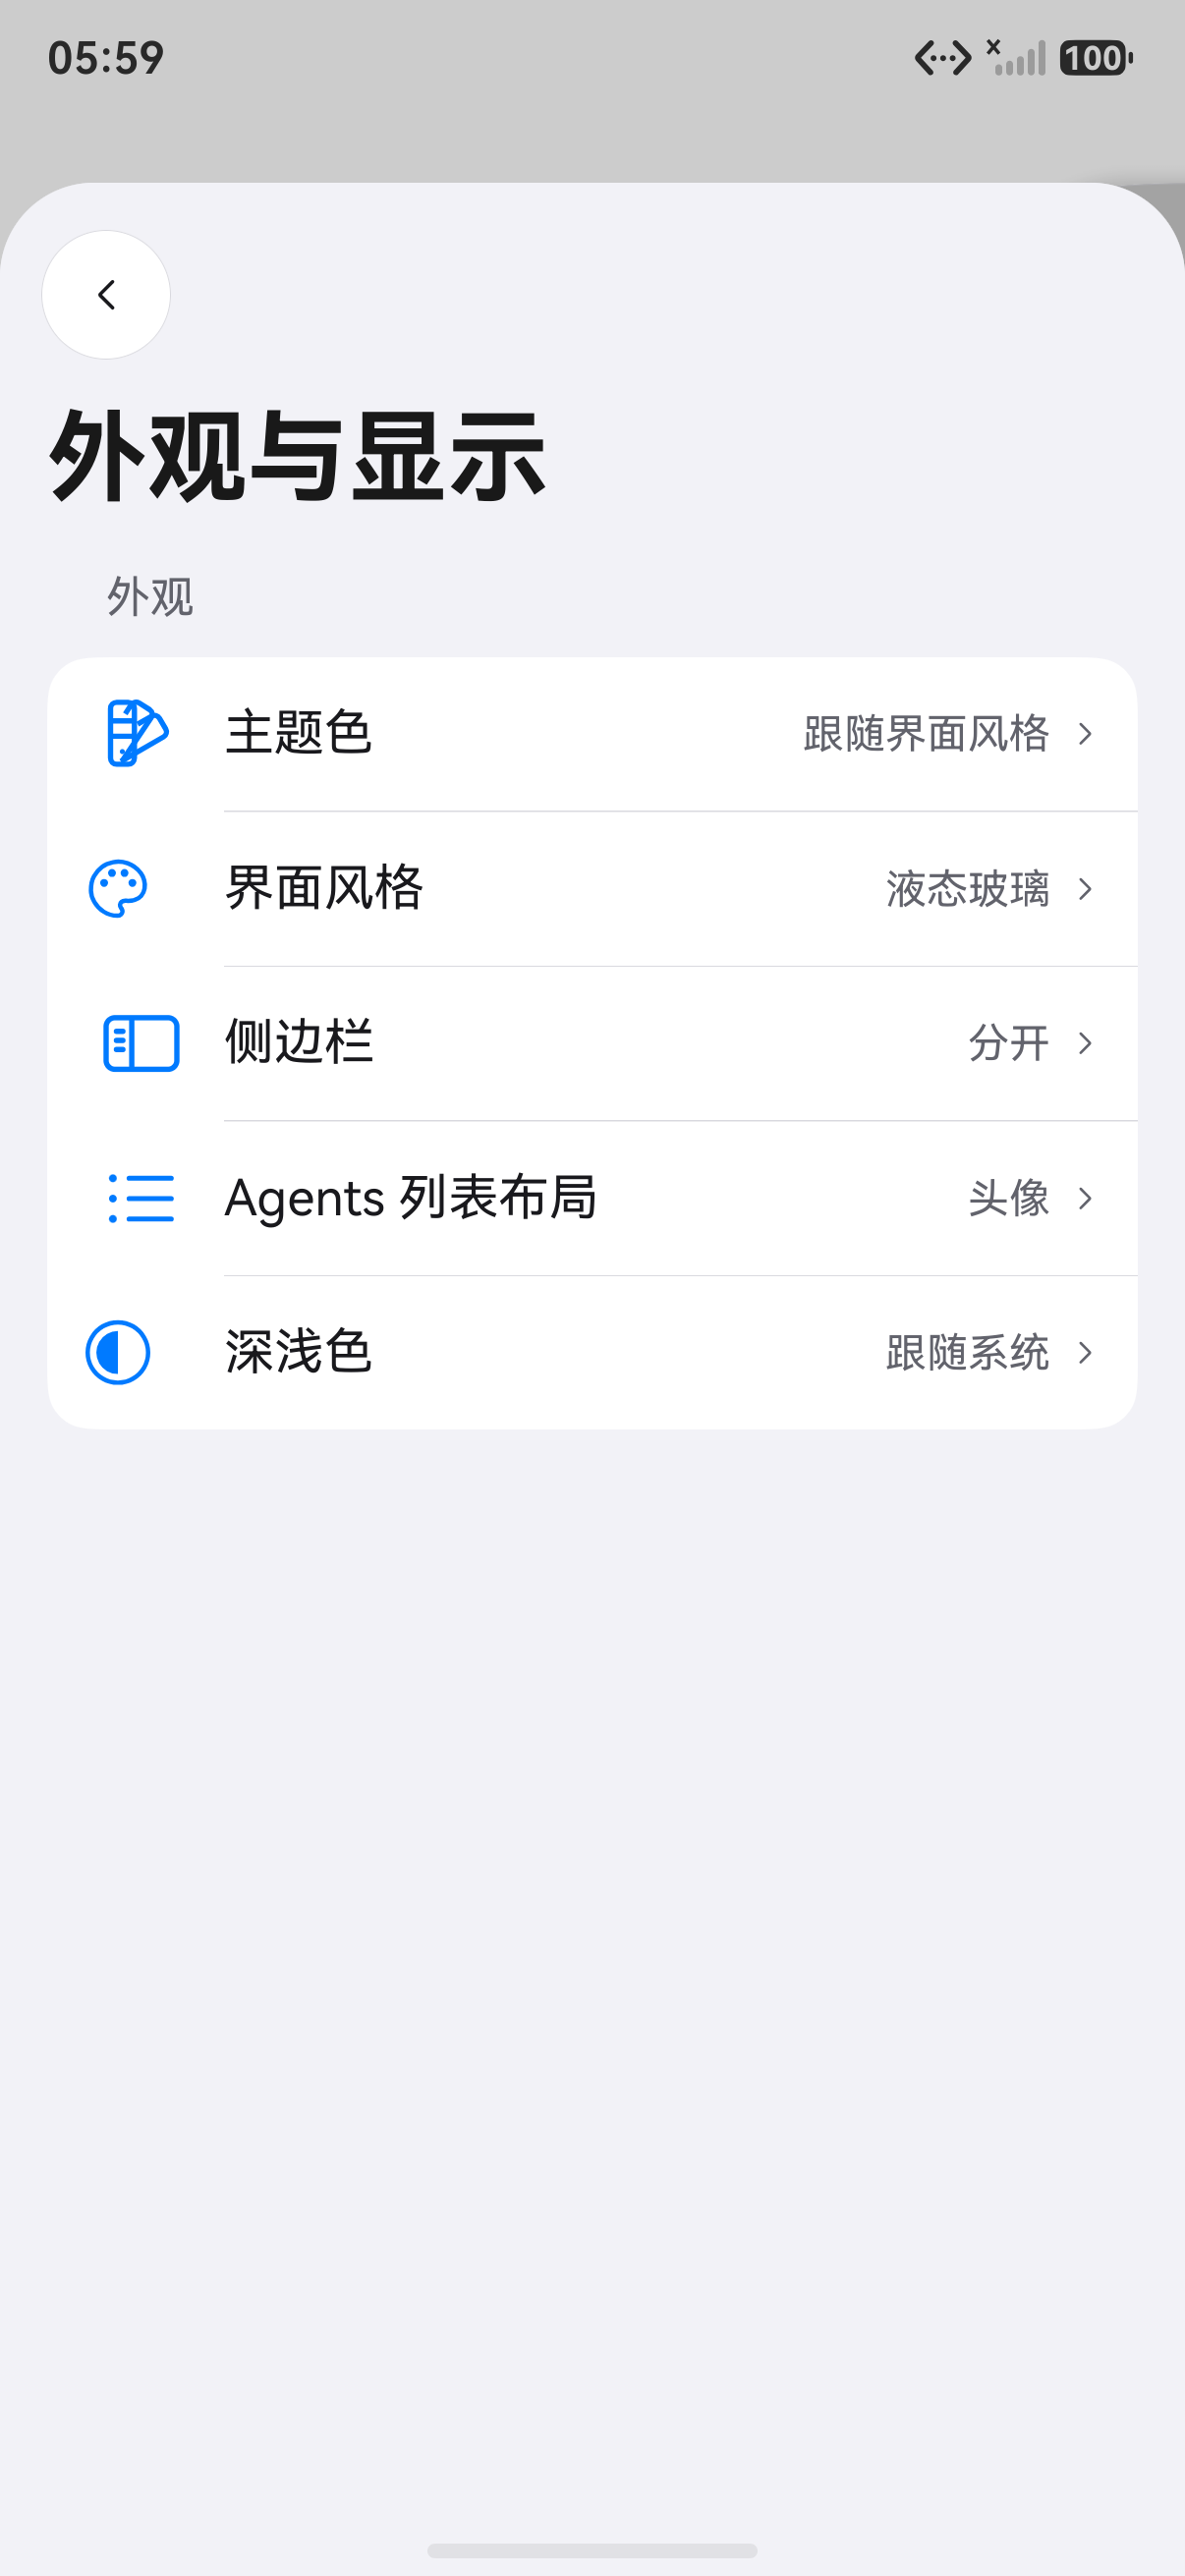 05:59
100
外观与显示
外观
主题色 跟随界面风格
界面风格 液态玻璃
侧边栏 分开
Agents 列表布局 头像
深浅色 跟随系统